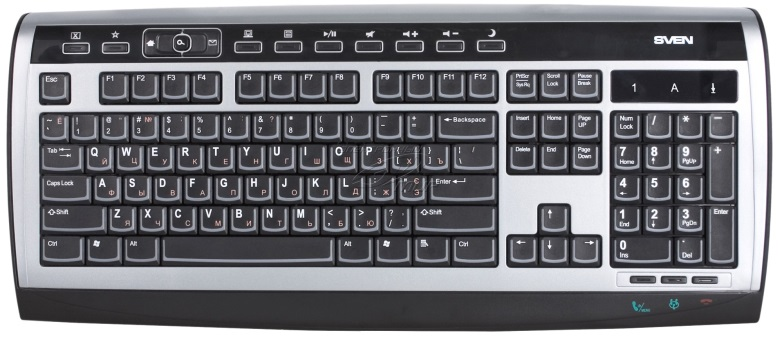 SVEN
Esc F1 F2 F3 F4 F5 F6 F7 F8 F9 F10 F11 F12 PrtScr SysRq Scroll Lock Pause Break 1 A
~ ` Ё ! 1 @ 2 # № 3 $ ; 4 % 5 ^ : 6 & ? 7 * 8 ( 9 ) 0 _ - + = ← Backspace Insert Home Page UP Num Lock / * −
Tab Q Й W Ц E У R К T Е Y Н U Г I Ш O Щ P З { [ Х } ] Ъ | \ / Delete End Page Down 7 Home 8 ↑ 9 PgUp +
Caps Lock A Ф S Ы D В F А G П H Р J О K Л L Д : ; Ж " ' Э Enter 4 ← 5 6 →
⇧Shift Z Я X Ч C С V М B И N Т M Ь < , Б > . Ю ? / ⇧Shift ↑ 1 End 2 ↓ 3 PgDn Enter
Ctrl Alt Alt Ctrl ← ↓ → 0 Ins . Del